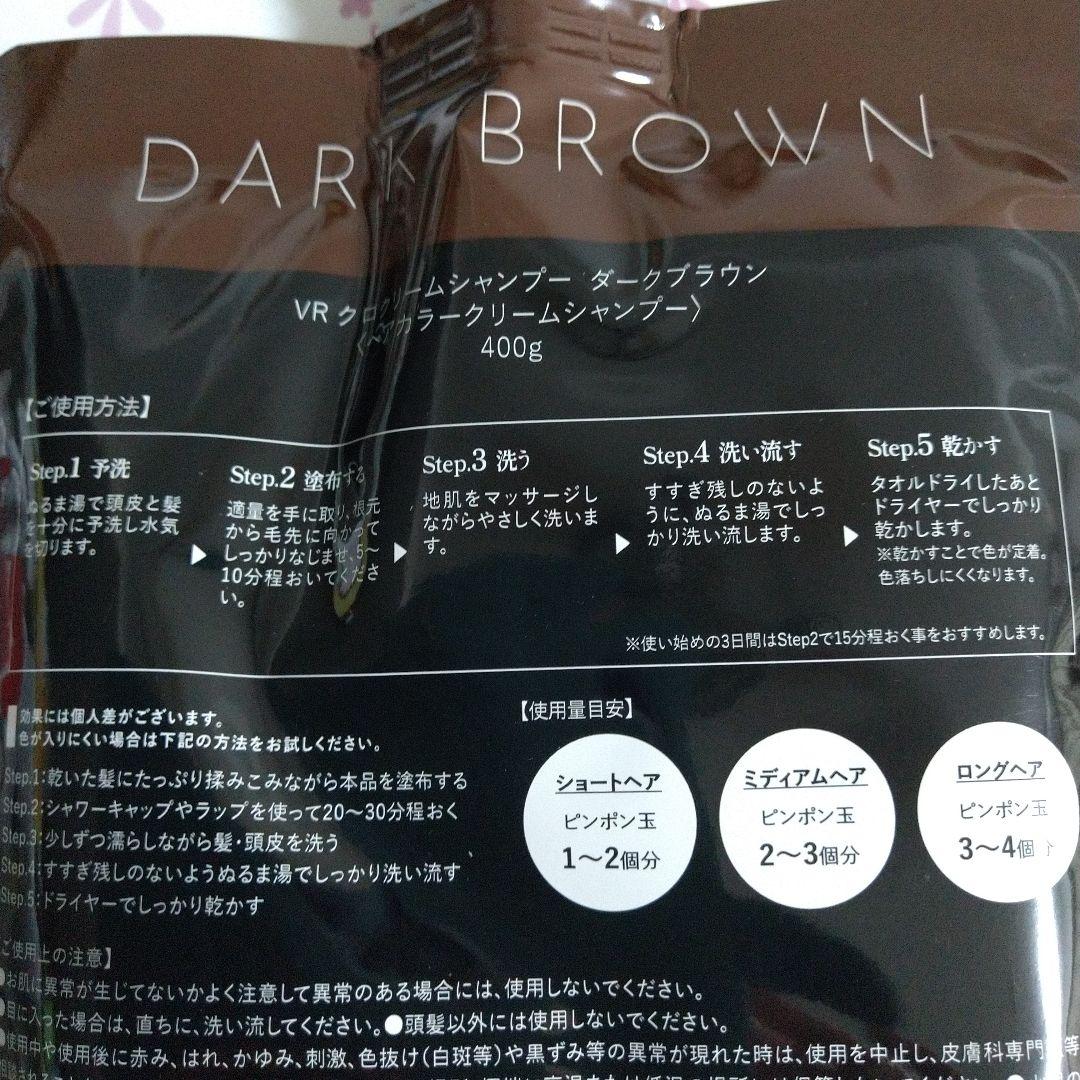 DARK BROWN
VR クロクリームシャンプー ダークブラウン
〈ヘアカラークリームシャンプー〉
400g
【ご使用方法】
Step.1 予洗
ぬるま湯で頭皮と髪
を十分に予洗し水気
を切ります。
Step.2 塗布する
適量を手に取り、根元
から毛先に向かって
しっかりなじませ、5〜
10分程おいてくださ
い。
Step.3 洗う
地肌をマッサージし
ながらやさしく洗いま
す。
Step.4 洗い流す
すすぎ残しのないよ
うに、ぬるま湯でしっ
かり洗い流します。
Step.5 乾かす
タオルドライしたあと
ドライヤーでしっかり
乾かします。
※乾かすことで色が定着。
色落ちしにくくなります。
※使い始めの3日間はStep2で15分程おく事をおすすめします。
効果には個人差がございます。
色が入りにくい場合は下記の方法をお試しください。
Step.1：乾いた髪にたっぷり揉みこみながら本品を塗布する
Step.2：シャワーキャップやラップを使って20〜30分程おく
Step.3：少しずつ濡らしながら髪・頭皮を洗う
Step.4：すすぎ残しのないようぬるま湯でしっかり洗い流す
Step.5：ドライヤーでしっかり乾かす
【使用量目安】
ショートヘア
ピンポン玉
1〜2個分
ミディアムヘア
ピンポン玉
2〜3個分
ロングヘア
ピンポン玉
3〜4個分
ご使用上の注意】
●お肌に異常が生じてないかよく注意して異常のある場合には、使用しないでください。
●目に入った場合は、直ちに、洗い流してください。●頭髪以外には使用しないでください。
●使用中や使用後に赤み、はれ、かゆみ、刺激、色抜け(白斑等)や黒ずみ等の異常が現れた時は、使用を中止し、皮膚科専門医等